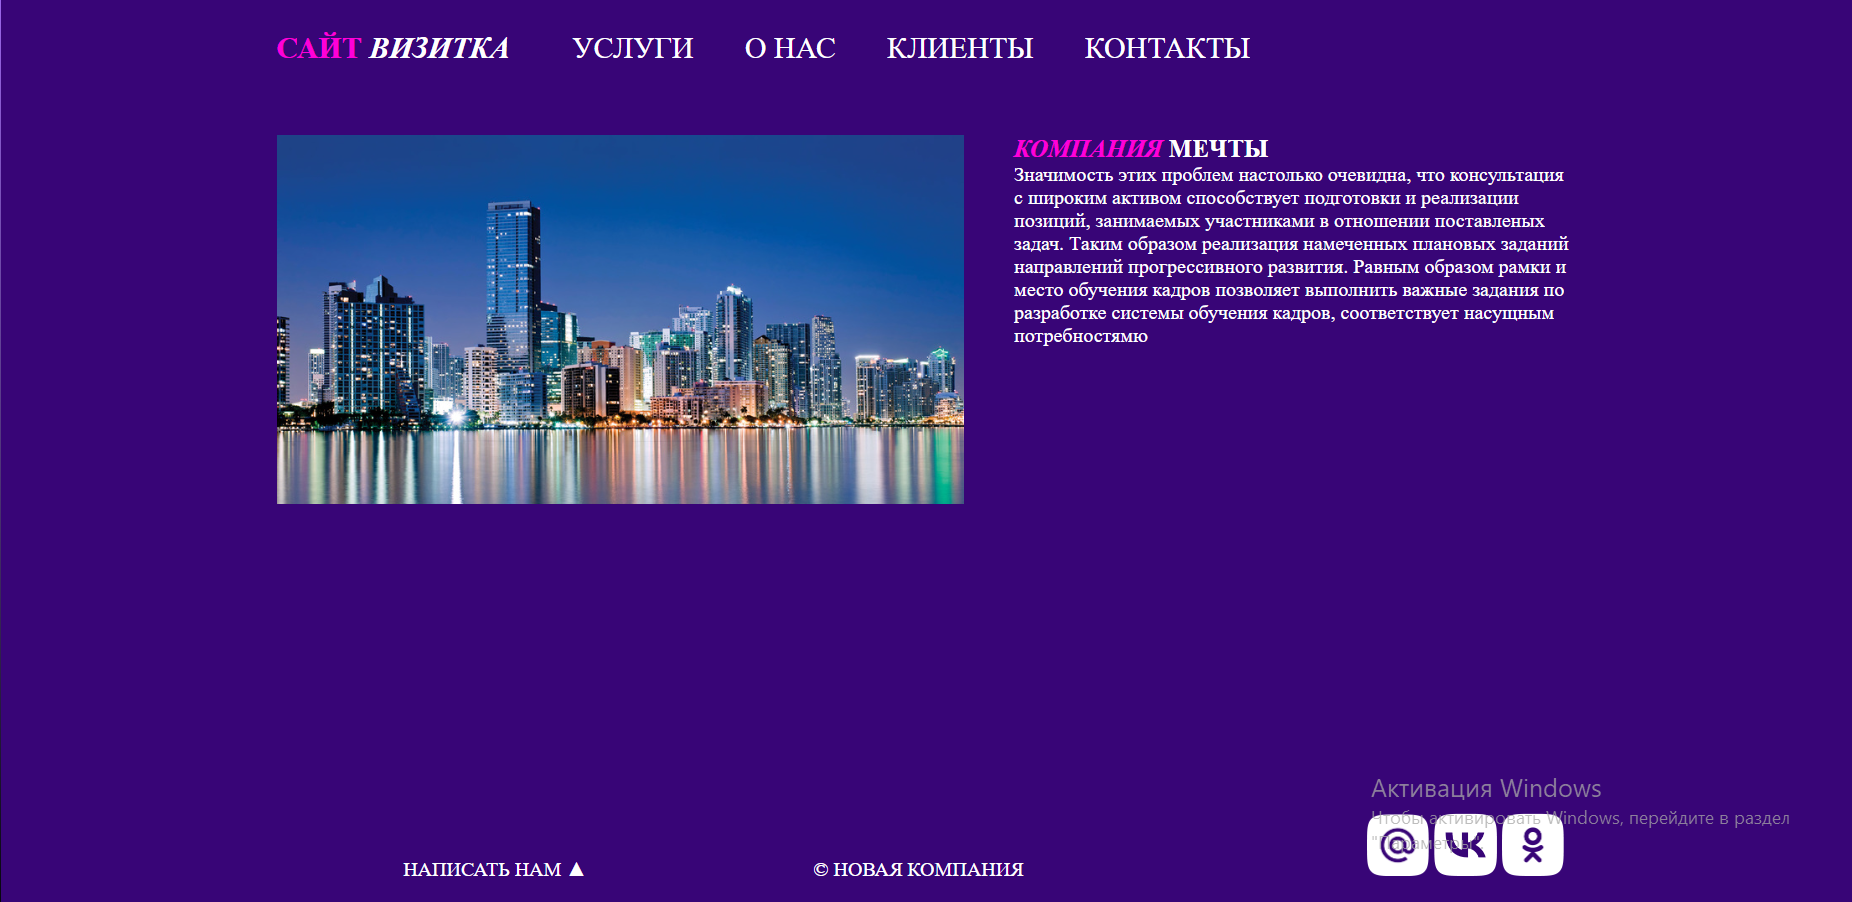 САЙТ ВИЗИТКА УСЛУГИ О НАС КЛИЕНТЫ КОНТАКТЫ
КОМПАНИЯ МЕЧТЫ
Значимость этих проблем настолько очевидна, что консультация
с широким активом способствует подготовки и реализации
позиций, занимаемых участниками в отношении поставленых
задач. Таким образом реализация намеченных плановых заданий
направлений прогрессивного развития. Равным образом рамки и
место обучения кадров позволяет выполнить важные задания по
разработке системы обучения кадров, соответствует насущным
потребностямю
Активация Windows
Чтобы активировать Windows, перейдите в раздел
"Параметры".
НАПИСАТЬ НАМ ▲
© НОВАЯ КОМПАНИЯ